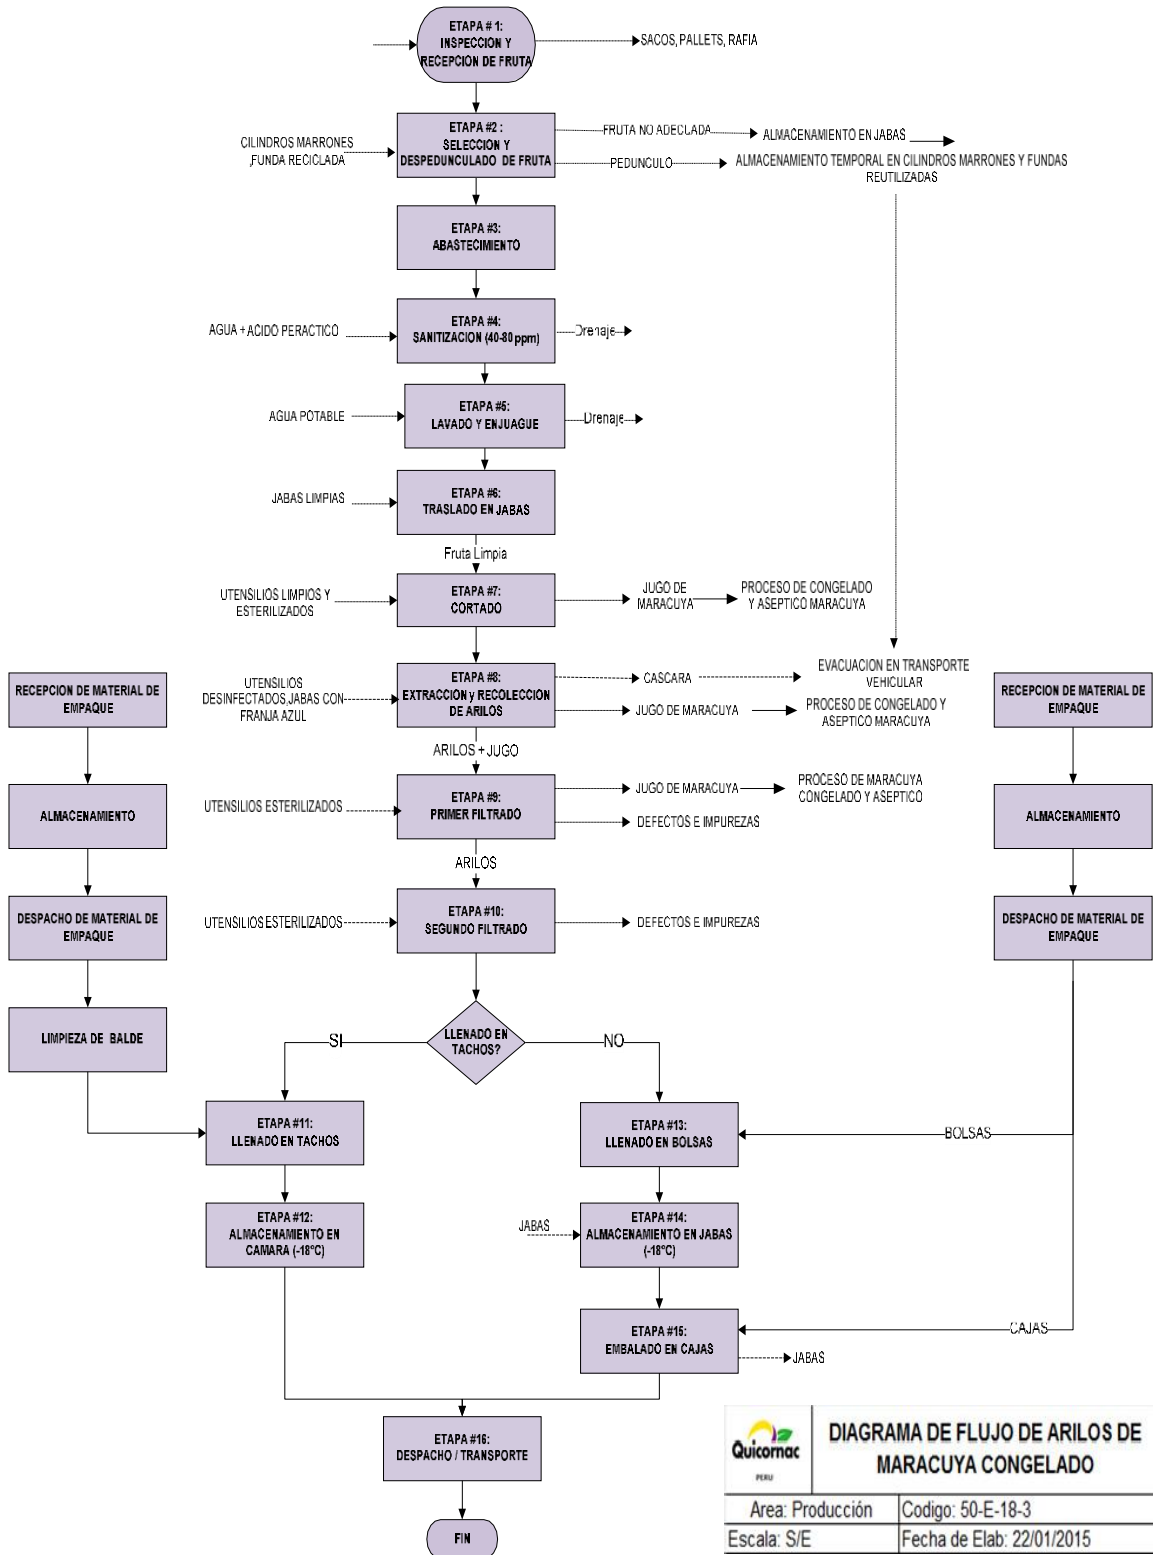 ETAPA # 1:
INSPECCION Y
RECEPCION DE FRUTA
SACOS, PALLETS, RAFIA
CILINDROS MARRONES
,FUNDA RECICLADA
ETAPA #2 :
SELECCION Y
DESPEDUNCULADO DE FRUTA
FRUTA NO ADECUADA
ALMACENAMIENTO EN JABAS
PEDUNCULO
ALMACENAMIENTO TEMPORAL EN CILINDROS MARRONES Y FUNDAS
REUTILIZADAS
ETAPA #3:
ABASTECIMIENTO
AGUA + ACIDO PERACTICO
ETAPA #4:
SANITIZACION (40-80 ppm)
Drenaje
AGUA POTABLE
ETAPA #5:
LAVADO Y ENJUAGUE
Drenaje
JABAS LIMPIAS
ETAPA #6:
TRASLADO EN JABAS
Fruta Limpia
UTENSILIOS LIMPIOS Y
ESTERILIZADOS
ETAPA #7:
CORTADO
JUGO DE
MARACUYA
PROCESO DE CONGELADO
Y ASEPTICO MARACUYA
RECEPCION DE MATERIAL DE
EMPAQUE
UTENSILIOS
DESINFECTADOS,JABAS CON
FRANJA AZUL
ETAPA #8:
EXTRACCIÓN y RECOLECCIÓN
DE ARILOS
CASCARA
EVACUACION EN TRANSPORTE
VEHICULAR
JUGO DE MARACUYA
PROCESO DE CONGELADO Y
ASEPTICO MARACUYA
RECEPCION DE MATERIAL DE
EMPAQUE
ARILOS + JUGO
ALMACENAMIENTO
UTENSILIOS ESTERILIZADOS
ETAPA #9:
PRIMER FILTRADO
JUGO DE MARACUYA
PROCESO DE MARACUYA
CONGELADO Y ASEPTICO
DEFECTOS E IMPUREZAS
ALMACENAMIENTO
ARILOS
DESPACHO DE MATERIAL DE
EMPAQUE
UTENSILIOS ESTERILIZADOS
ETAPA #10:
SEGUNDO FILTRADO
DEFECTOS E IMPUREZAS
DESPACHO DE MATERIAL DE
EMPAQUE
LIMPIEZA DE BALDE
SI
LLENADO EN
TACHOS?
NO
ETAPA #11:
LLENADO EN TACHOS
ETAPA #13:
LLENADO EN BOLSAS
BOLSAS
ETAPA #12:
ALMACENAMIENTO EN
CAMARA (-18°C)
JABAS
ETAPA #14:
ALMACENAMIENTO EN JABAS
(-18°C)
ETAPA #15:
EMBALADO EN CAJAS
CAJAS
JABAS
ETAPA #16:
DESPACHO / TRANSPORTE
FIN
Quicornac
PERU
DIAGRAMA DE FLUJO DE ARILOS DE
MARACUYA CONGELADO
Area: Producción
Codigo: 50-E-18-3
Escala: S/E
Fecha de Elab: 22/01/2015